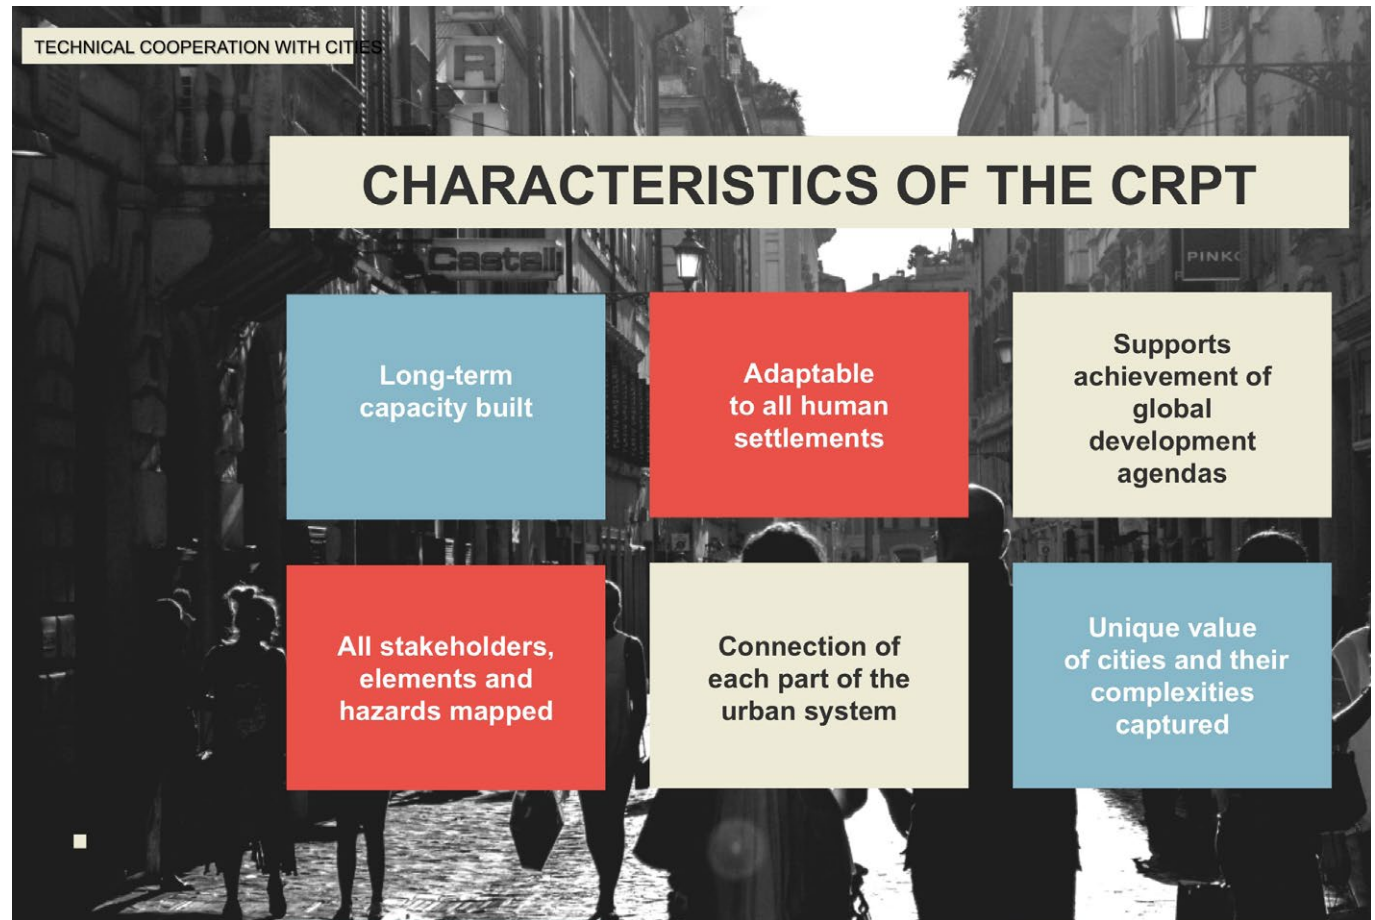 TECHNICAL COOPERATION WITH CITIES
CHARACTERISTICS OF THE CRPT
Castelli
PINKO
Long-term
capacity built
Adaptable
to all human
settlements
Supports
achievement of
global
development
agendas
All stakeholders,
elements and
hazards mapped
Connection of
each part of the
urban system
Unique value
of cities and their
complexities
captured